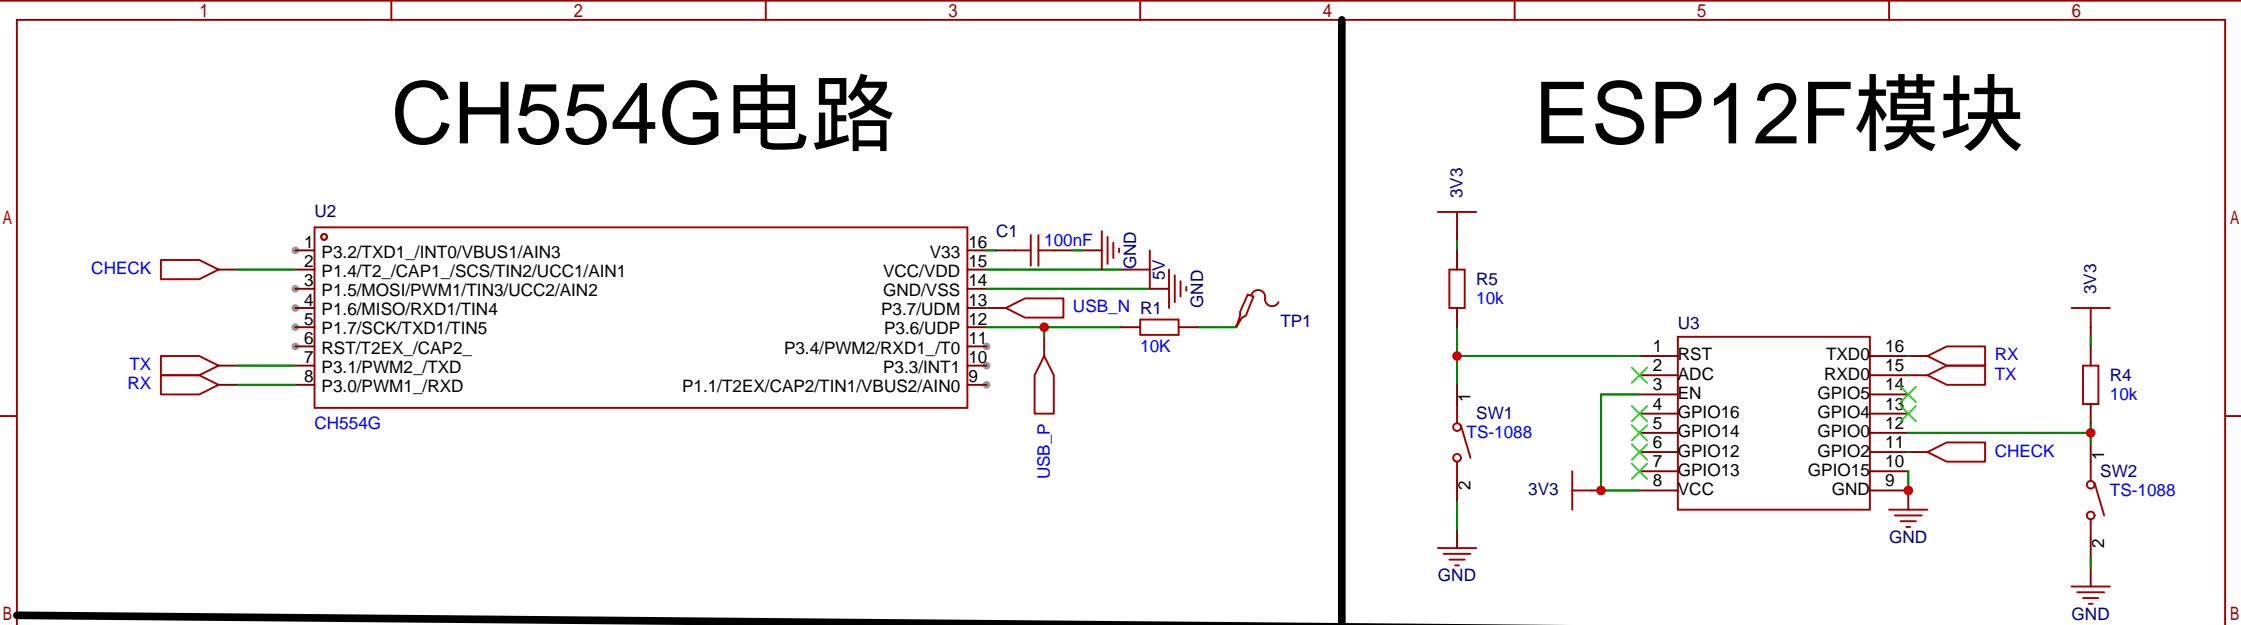 1 2 3 4 5 6
A A
B B
CH554G电路
U2
1 P3.2/TXD1_/INT0/VBUS1/AIN3
CHECK 2 P1.4/T2_/CAP1_/SCS/TIN2/UCC1/AIN1
3 P1.5/MOSI/PWM1/TIN3/UCC2/AIN2
4 P1.6/MISO/RXD1/TIN4
5 P1.7/SCK/TXD1/TIN5
6 RST/T2EX_/CAP2_
TX 7 P3.1/PWM2_/TXD
RX 8 P3.0/PWM1_/RXD
V33 16 C1 100nF GND
VCC/VDD 15 5V
GND/VSS 14 GND
P3.7/UDM 13 USB_N
P3.6/UDP 12 R1 10K TP1
P3.4/PWM2/RXD1_/T0 11
P3.3/INT1 10
P1.1/T2EX/CAP2/TIN1/VBUS2/AIN0 9
CH554G
USB_P
ESP12F模块
3V3
R5
10k
1
SW1
TS-1088
2
GND
U3
1 RST
2 ADC
3 EN
4 GPIO16
5 GPIO14
6 GPIO12
7 GPIO13
3V3 8 VCC
TXD0 16 RX
RXD0 15 TX
GPIO5 14
GPIO4 13
GPIO0 12
GPIO2 11 CHECK
GPIO15 10
GND 9
GND
3V3
R4
10k
1
SW2
TS-1088
2
GND